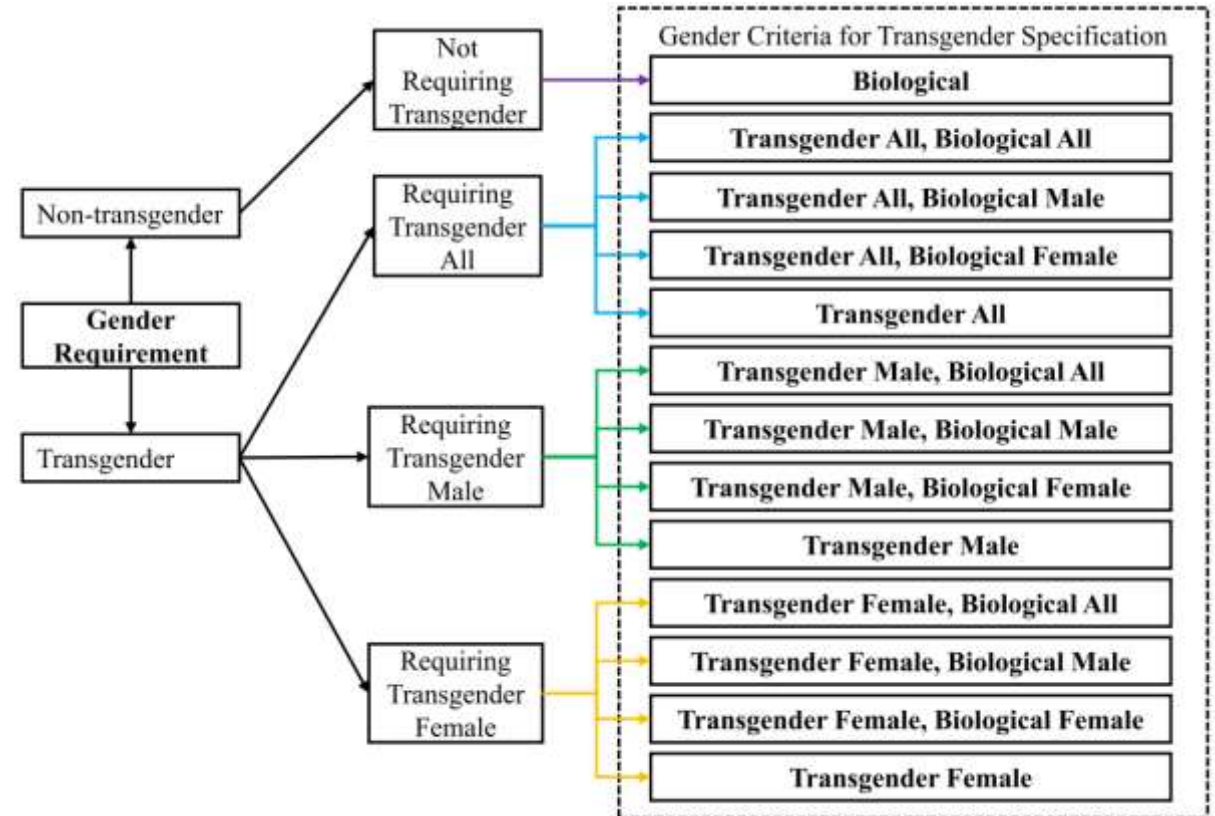 Gender Criteria for Transgender Specification
Not
Requiring
Transgender
Biological
Transgender All, Biological All
Requiring
Transgender
All
Transgender All, Biological Male
Transgender All, Biological Female
Transgender All
Non-transgender
Gender
Requirement
Transgender
Requiring
Transgender
Male
Transgender Male, Biological All
Transgender Male, Biological Male
Transgender Male, Biological Female
Transgender Male
Requiring
Transgender
Female
Transgender Female, Biological All
Transgender Female, Biological Male
Transgender Female, Biological Female
Transgender Female